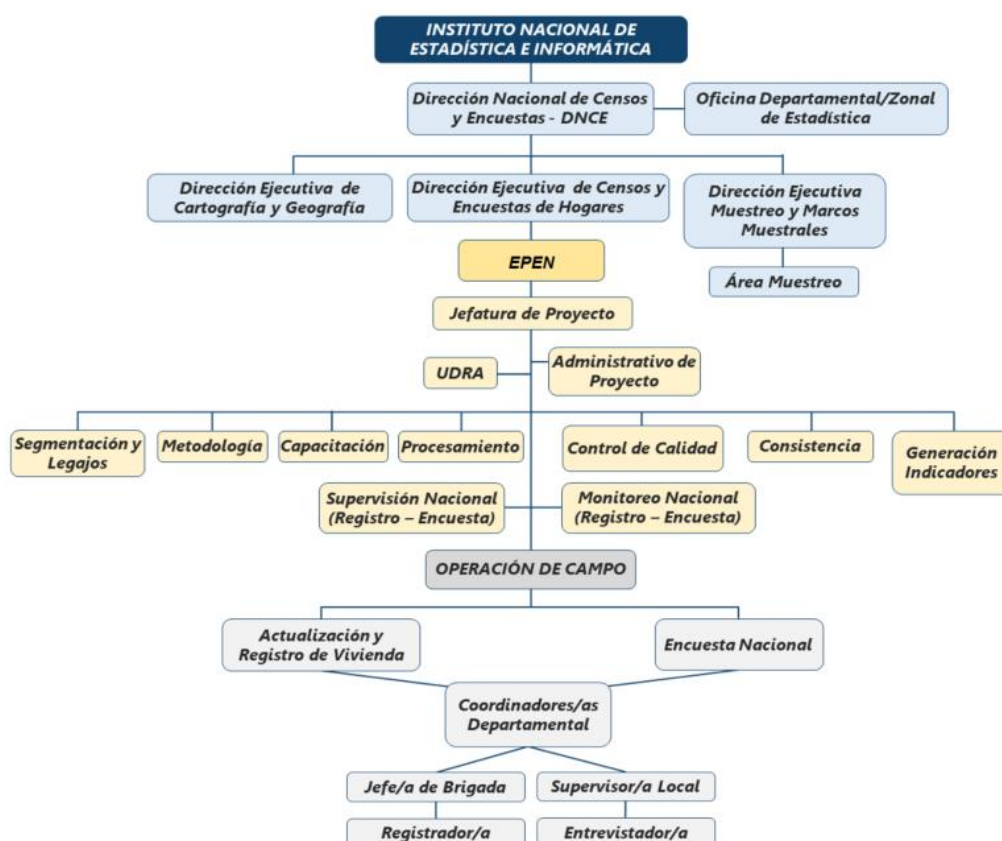 INSTITUTO NACIONAL DE
ESTADÍSTICA E INFORMÁTICA
Dirección Nacional de Censos
y Encuestas - DNCE
Oficina Departamental/Zonal
de Estadística
Dirección Ejecutiva de
Cartografía y Geografía
Dirección Ejecutiva de Censos y
Encuestas de Hogares
Dirección Ejecutiva
Muestreo y Marcos
Muestrales
EPEN
Área Muestreo
Jefatura de Proyecto
UDRA
Administrativo de
Proyecto
Segmentación y
Legajos
Metodología
Capacitación
Procesamiento
Control de Calidad
Consistencia
Generación
Indicadores
Supervisión Nacional
(Registro – Encuesta)
Monitoreo Nacional
(Registro – Encuesta)
OPERACIÓN DE CAMPO
Actualización y
Registro de Vivienda
Encuesta Nacional
Coordinadores/as
Departamental
Jefe/a de Brigada
Supervisor/a Local
Registrador/a
Entrevistador/a